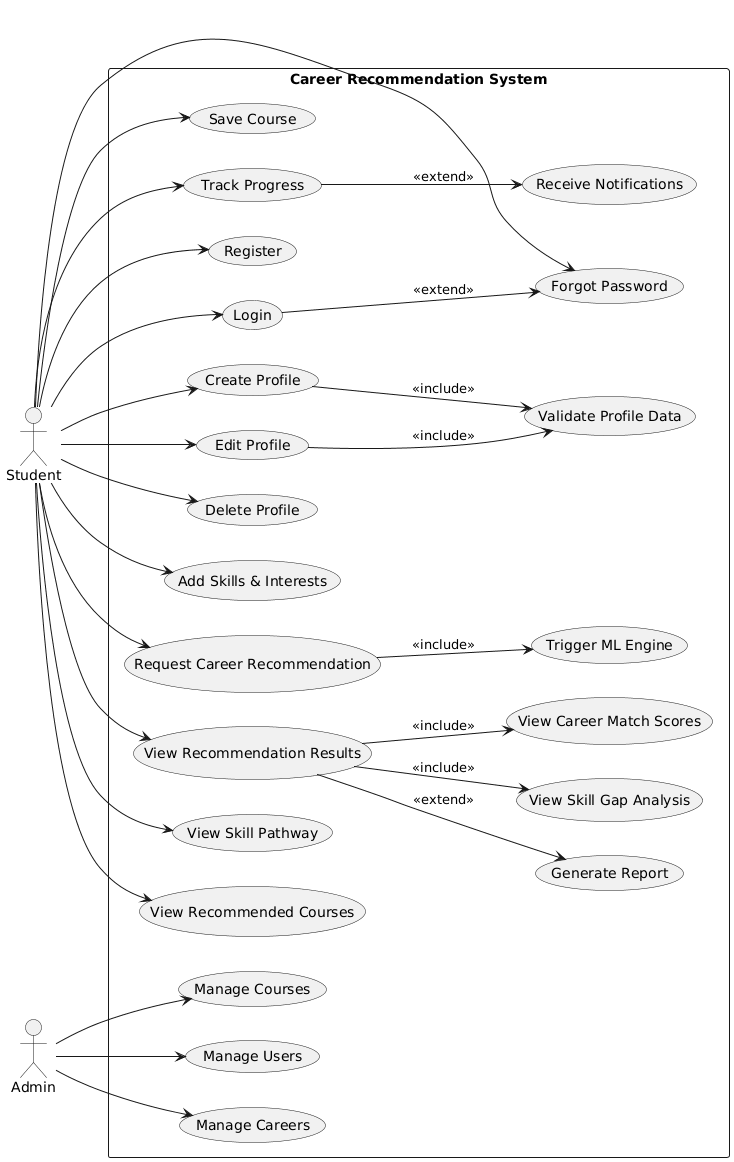 Career Recommendation System
Save Course
Track Progress
«extend»
Receive Notifications
Register
Forgot Password
Login
«extend»
Create Profile
«include»
Validate Profile Data
Edit Profile
«include»
Student
Delete Profile
Add Skills & Interests
Request Career Recommendation
«include»
Trigger ML Engine
View Recommendation Results
«include»
View Career Match Scores
«include»
View Skill Gap Analysis
«extend»
Generate Report
View Skill Pathway
View Recommended Courses
Manage Courses
Admin
Manage Users
Manage Careers